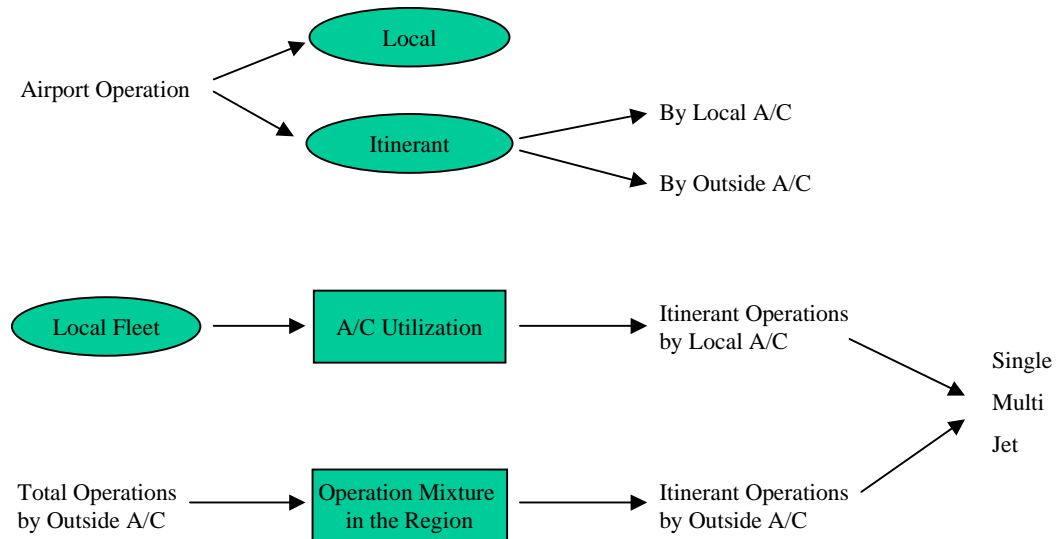 Local
Airport Operation
Itinerant
By Local A/C
By Outside A/C
Local Fleet
A/C Utilization
Itinerant Operations
by Local A/C
Single
Multi
Jet
Total Operations
by Outside A/C
Operation Mixture
in the Region
Itinerant Operations
by Outside A/C